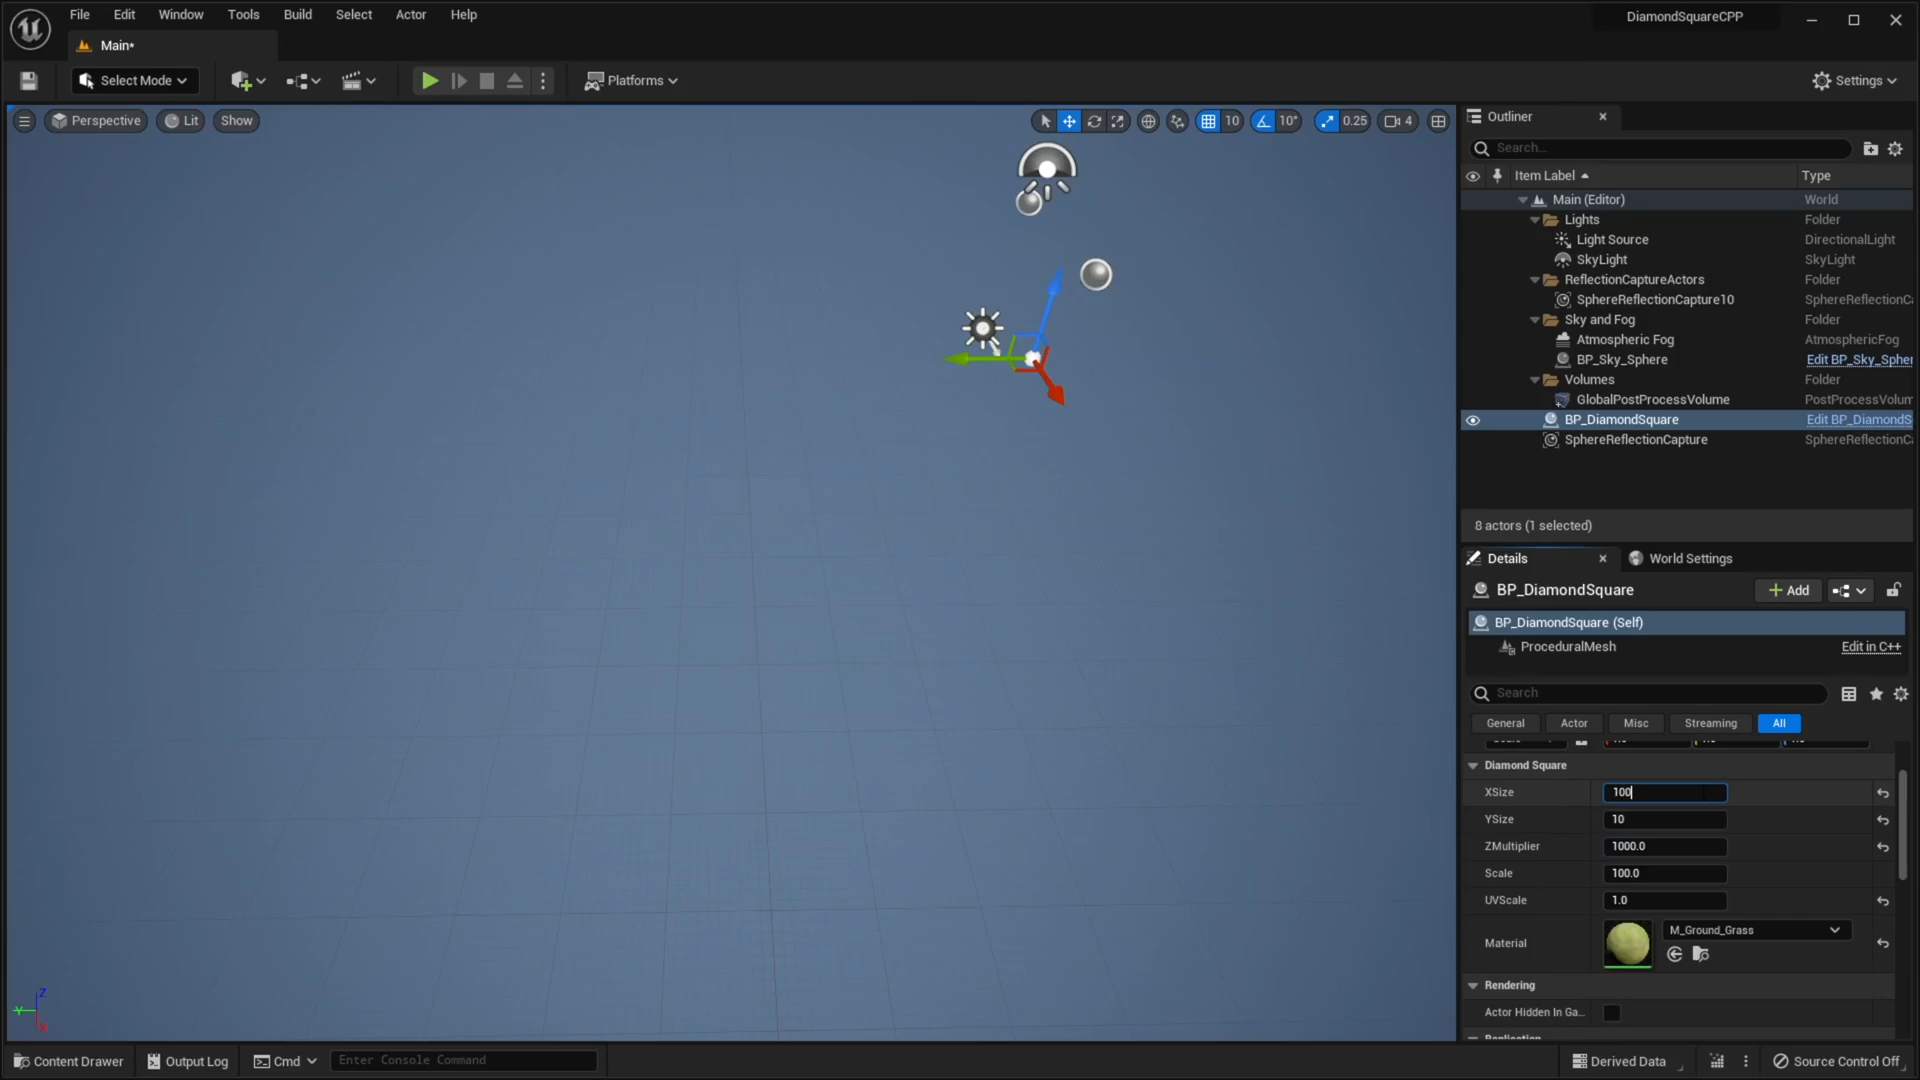 File Edit Window Tools Build Select Actor Help
DiamondSquareCPP
Main*
Select Mode
Platforms
Settings
Perspective Lit Show
10 10° 0.25 4
Outliner
Search...
Item Label Type
Main (Editor) World
Lights Folder
Light Source DirectionalLight
SkyLight SkyLight
ReflectionCaptureActors Folder
SphereReflectionCapture10 SphereReflectionCa
Sky and Fog Folder
Atmospheric Fog AtmosphericFog
BP_Sky_Sphere Edit BP_Sky_Spher
Volumes Folder
GlobalPostProcessVolume PostProcessVolum
BP_DiamondSquare Edit BP_DiamondS
SphereReflectionCapture SphereReflectionCa
8 actors (1 selected)
Details World Settings
BP_DiamondSquare
Add
BP_DiamondSquare (Self)
ProceduralMesh Edit in C++
Search
General Actor Misc Streaming All
Diamond Square
XSize 100
YSize 10
ZMultiplier 1000.0
Scale 100.0
UVScale 1.0
Material M_Ground_Grass
Rendering
Actor Hidden In Ga...
Z
Y
X
Content Drawer Output Log Cmd Enter Console Command
Derived Data Source Control Off